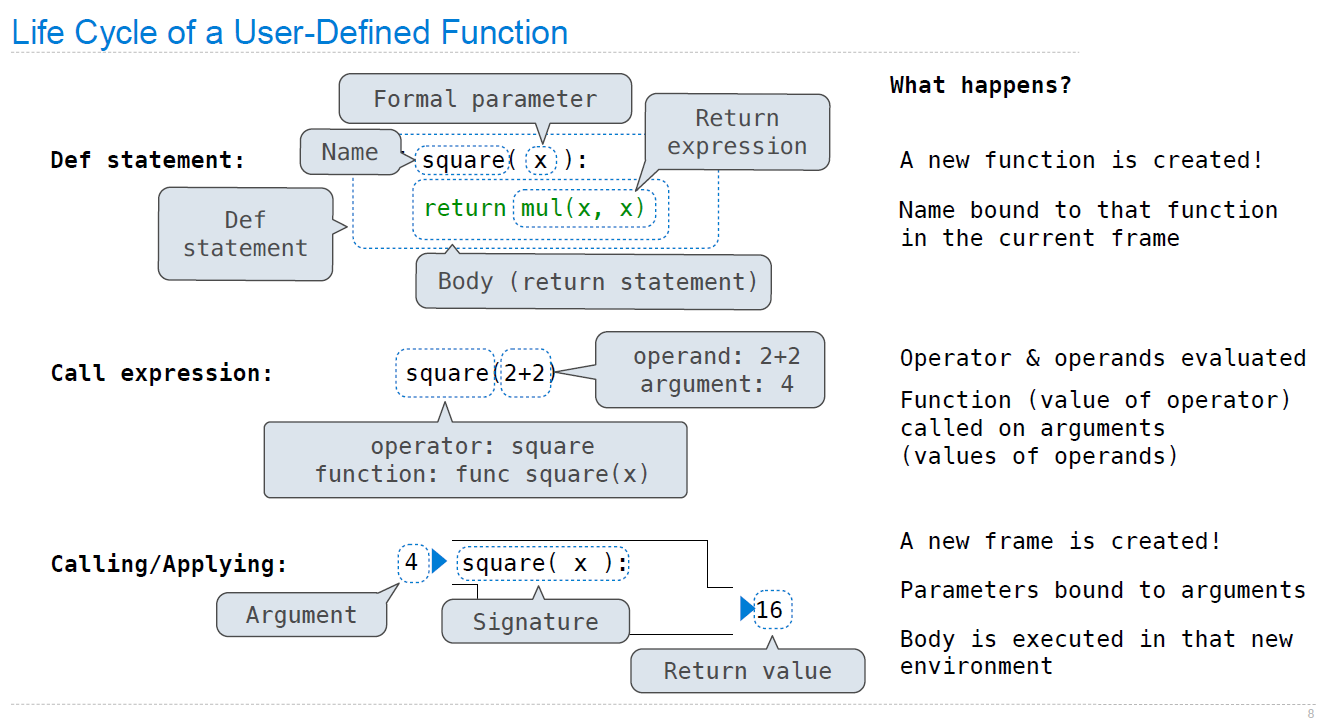 Life Cycle of a User-Defined Function
What happens?
Formal parameter
Return
expression
Name
Def statement:
square( x ):
A new function is created!
return mul(x, x)
Name bound to that function
in the current frame
Def
statement
Body (return statement)
Call expression:
square(2+2)
operand: 2+2
argument: 4
Operator & operands evaluated
operator: square
function: func square(x)
Function (value of operator)
called on arguments
(values of operands)
Calling/Applying:
4
square( x ):
A new frame is created!
Argument
Signature
16
Parameters bound to arguments
Return value
Body is executed in that new
environment
8